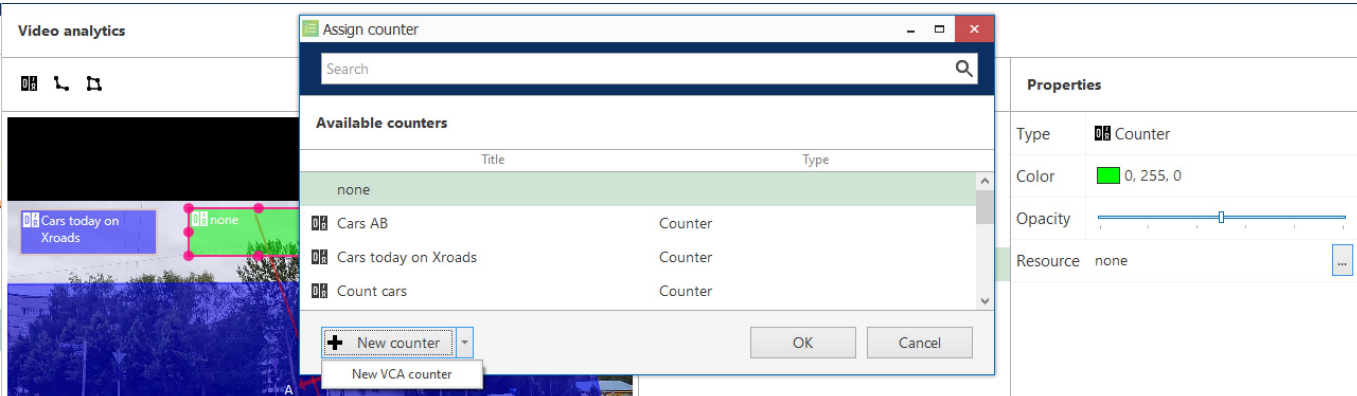 Video analytics
Assign counter
Search
Available counters
Title Type
none
Cars AB Counter
Cars today on Xroads Counter
Count cars Counter
New counter
OK Cancel
New VCA counter
Cars today on
Xroads
none
A
Properties
Type Counter
Color 0, 255, 0
Opacity
Resource none ...